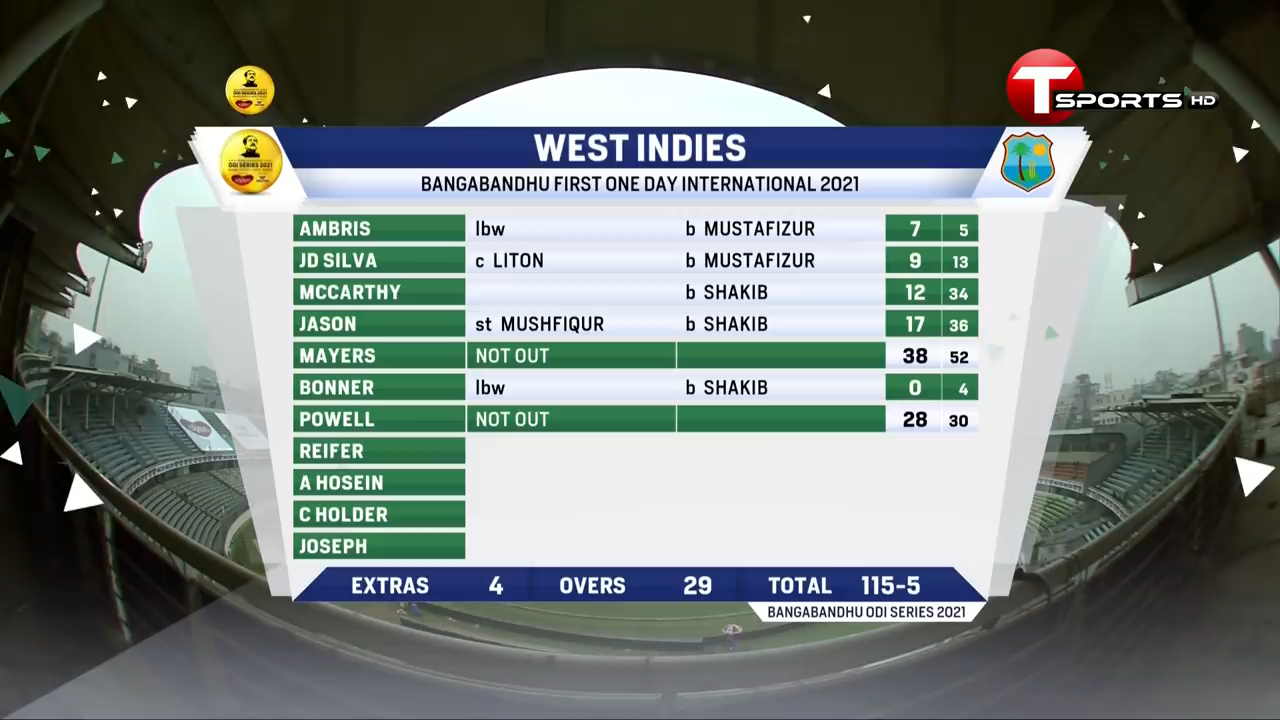 T SPORTS HD
WEST INDIES
ODI SERIES 2021
BANGABANDHU FIRST ONE DAY INTERNATIONAL 2021
AMBRIS lbw b MUSTAFIZUR 7 5
JD SILVA c LITON b MUSTAFIZUR 9 13
MCCARTHY b SHAKIB 12 34
JASON st MUSHFIQUR b SHAKIB 17 36
MAYERS NOT OUT 38 52
BONNER lbw b SHAKIB 0 4
POWELL NOT OUT 28 30
REIFER
A HOSEIN
C HOLDER
JOSEPH
EXTRAS 4 OVERS 29 TOTAL 115-5
BANGABANDHU ODI SERIES 2021